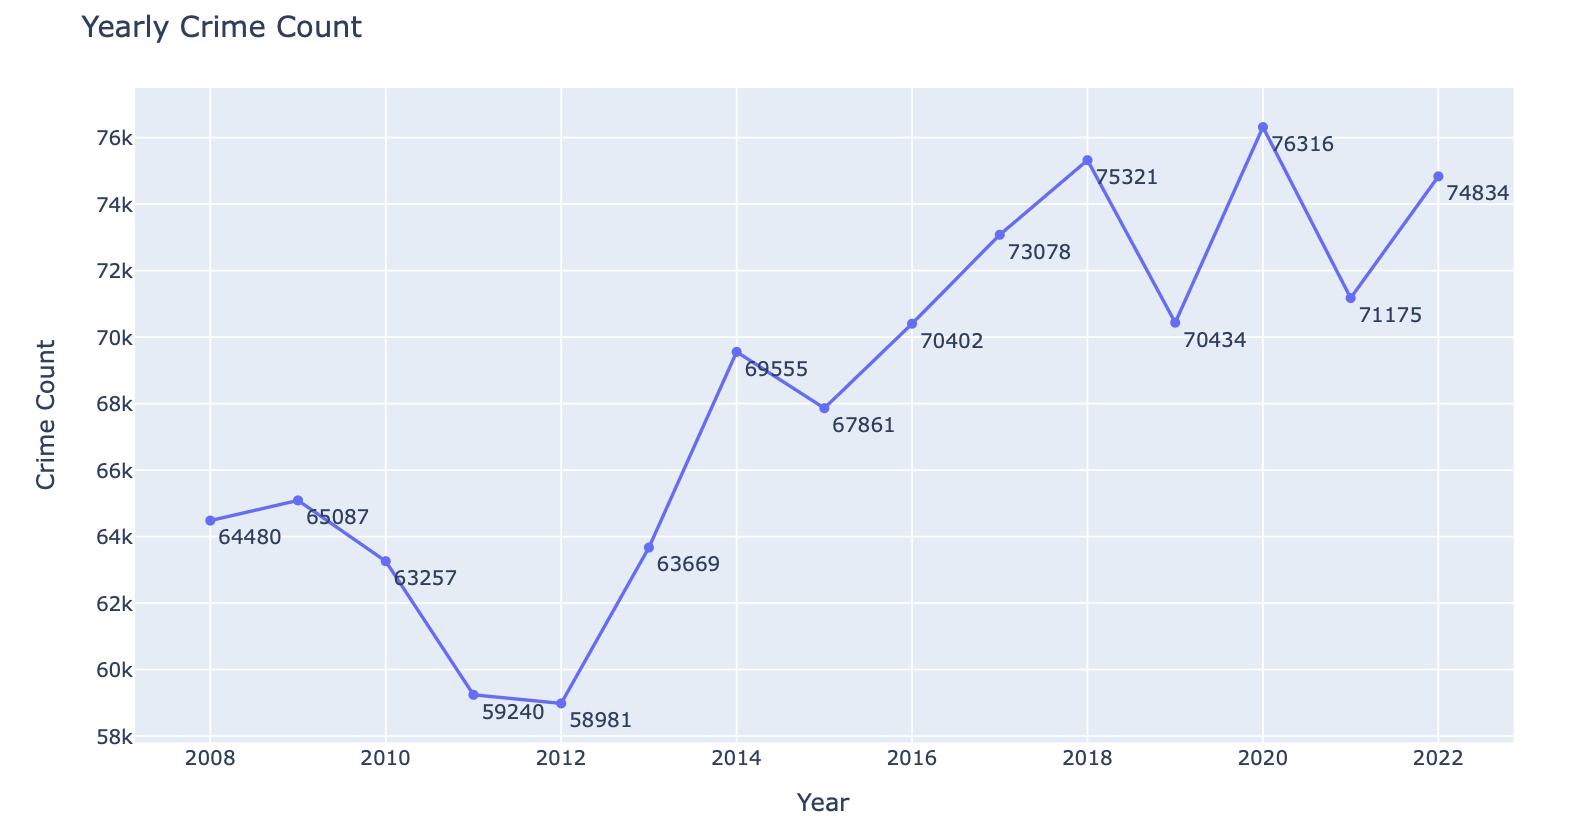 Yearly Crime Count
Crime Count
76k
74k
72k
70k
68k
66k
64k
62k
60k
58k
64480
65087
63257
59240
58981
63669
69555
67861
70402
73078
75321
70434
76316
71175
74834
2008 2010 2012 2014 2016 2018 2020 2022
Year